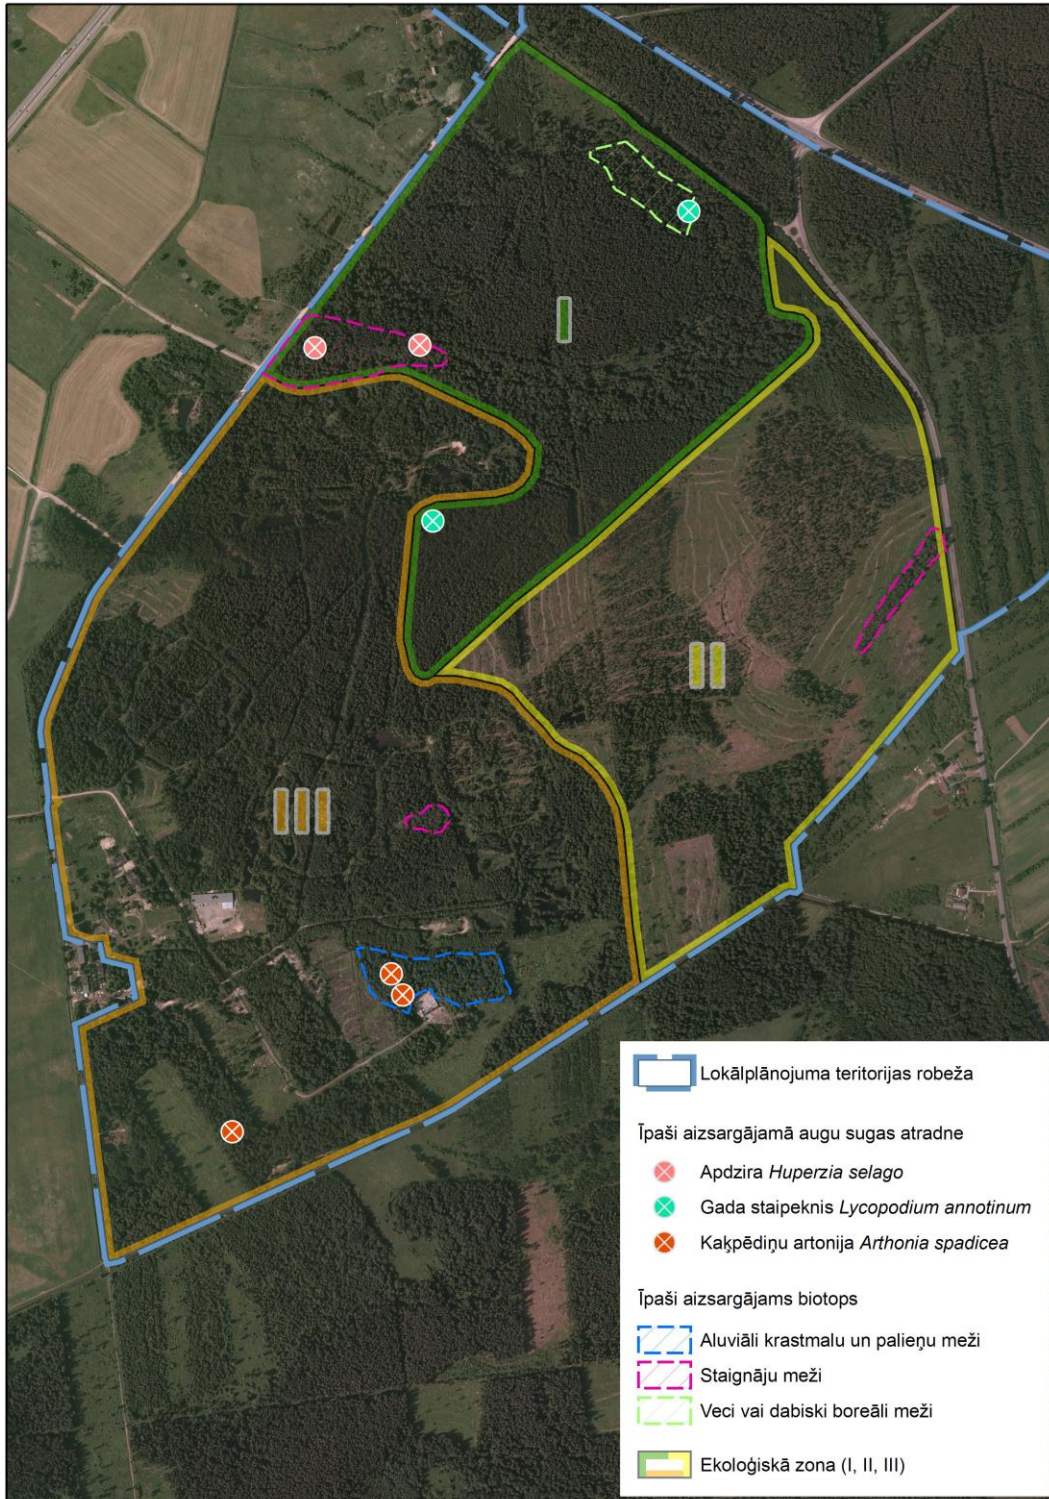 Lokālplānojuma teritorijas robeža
Īpaši aizsargājamā augu sugas atradne
Apdzira Huperzia selago
Gada staipeknis Lycopodium annotinum
Kaķpēdiņu artonija Arthonia spadicea
Īpaši aizsargājams biotops
Aluviāli krastmalu un palieņu meži
Staignāju meži
Veci vai dabiski boreāli meži
Ekoloģiskā zona (I, II, III)
I
II
III